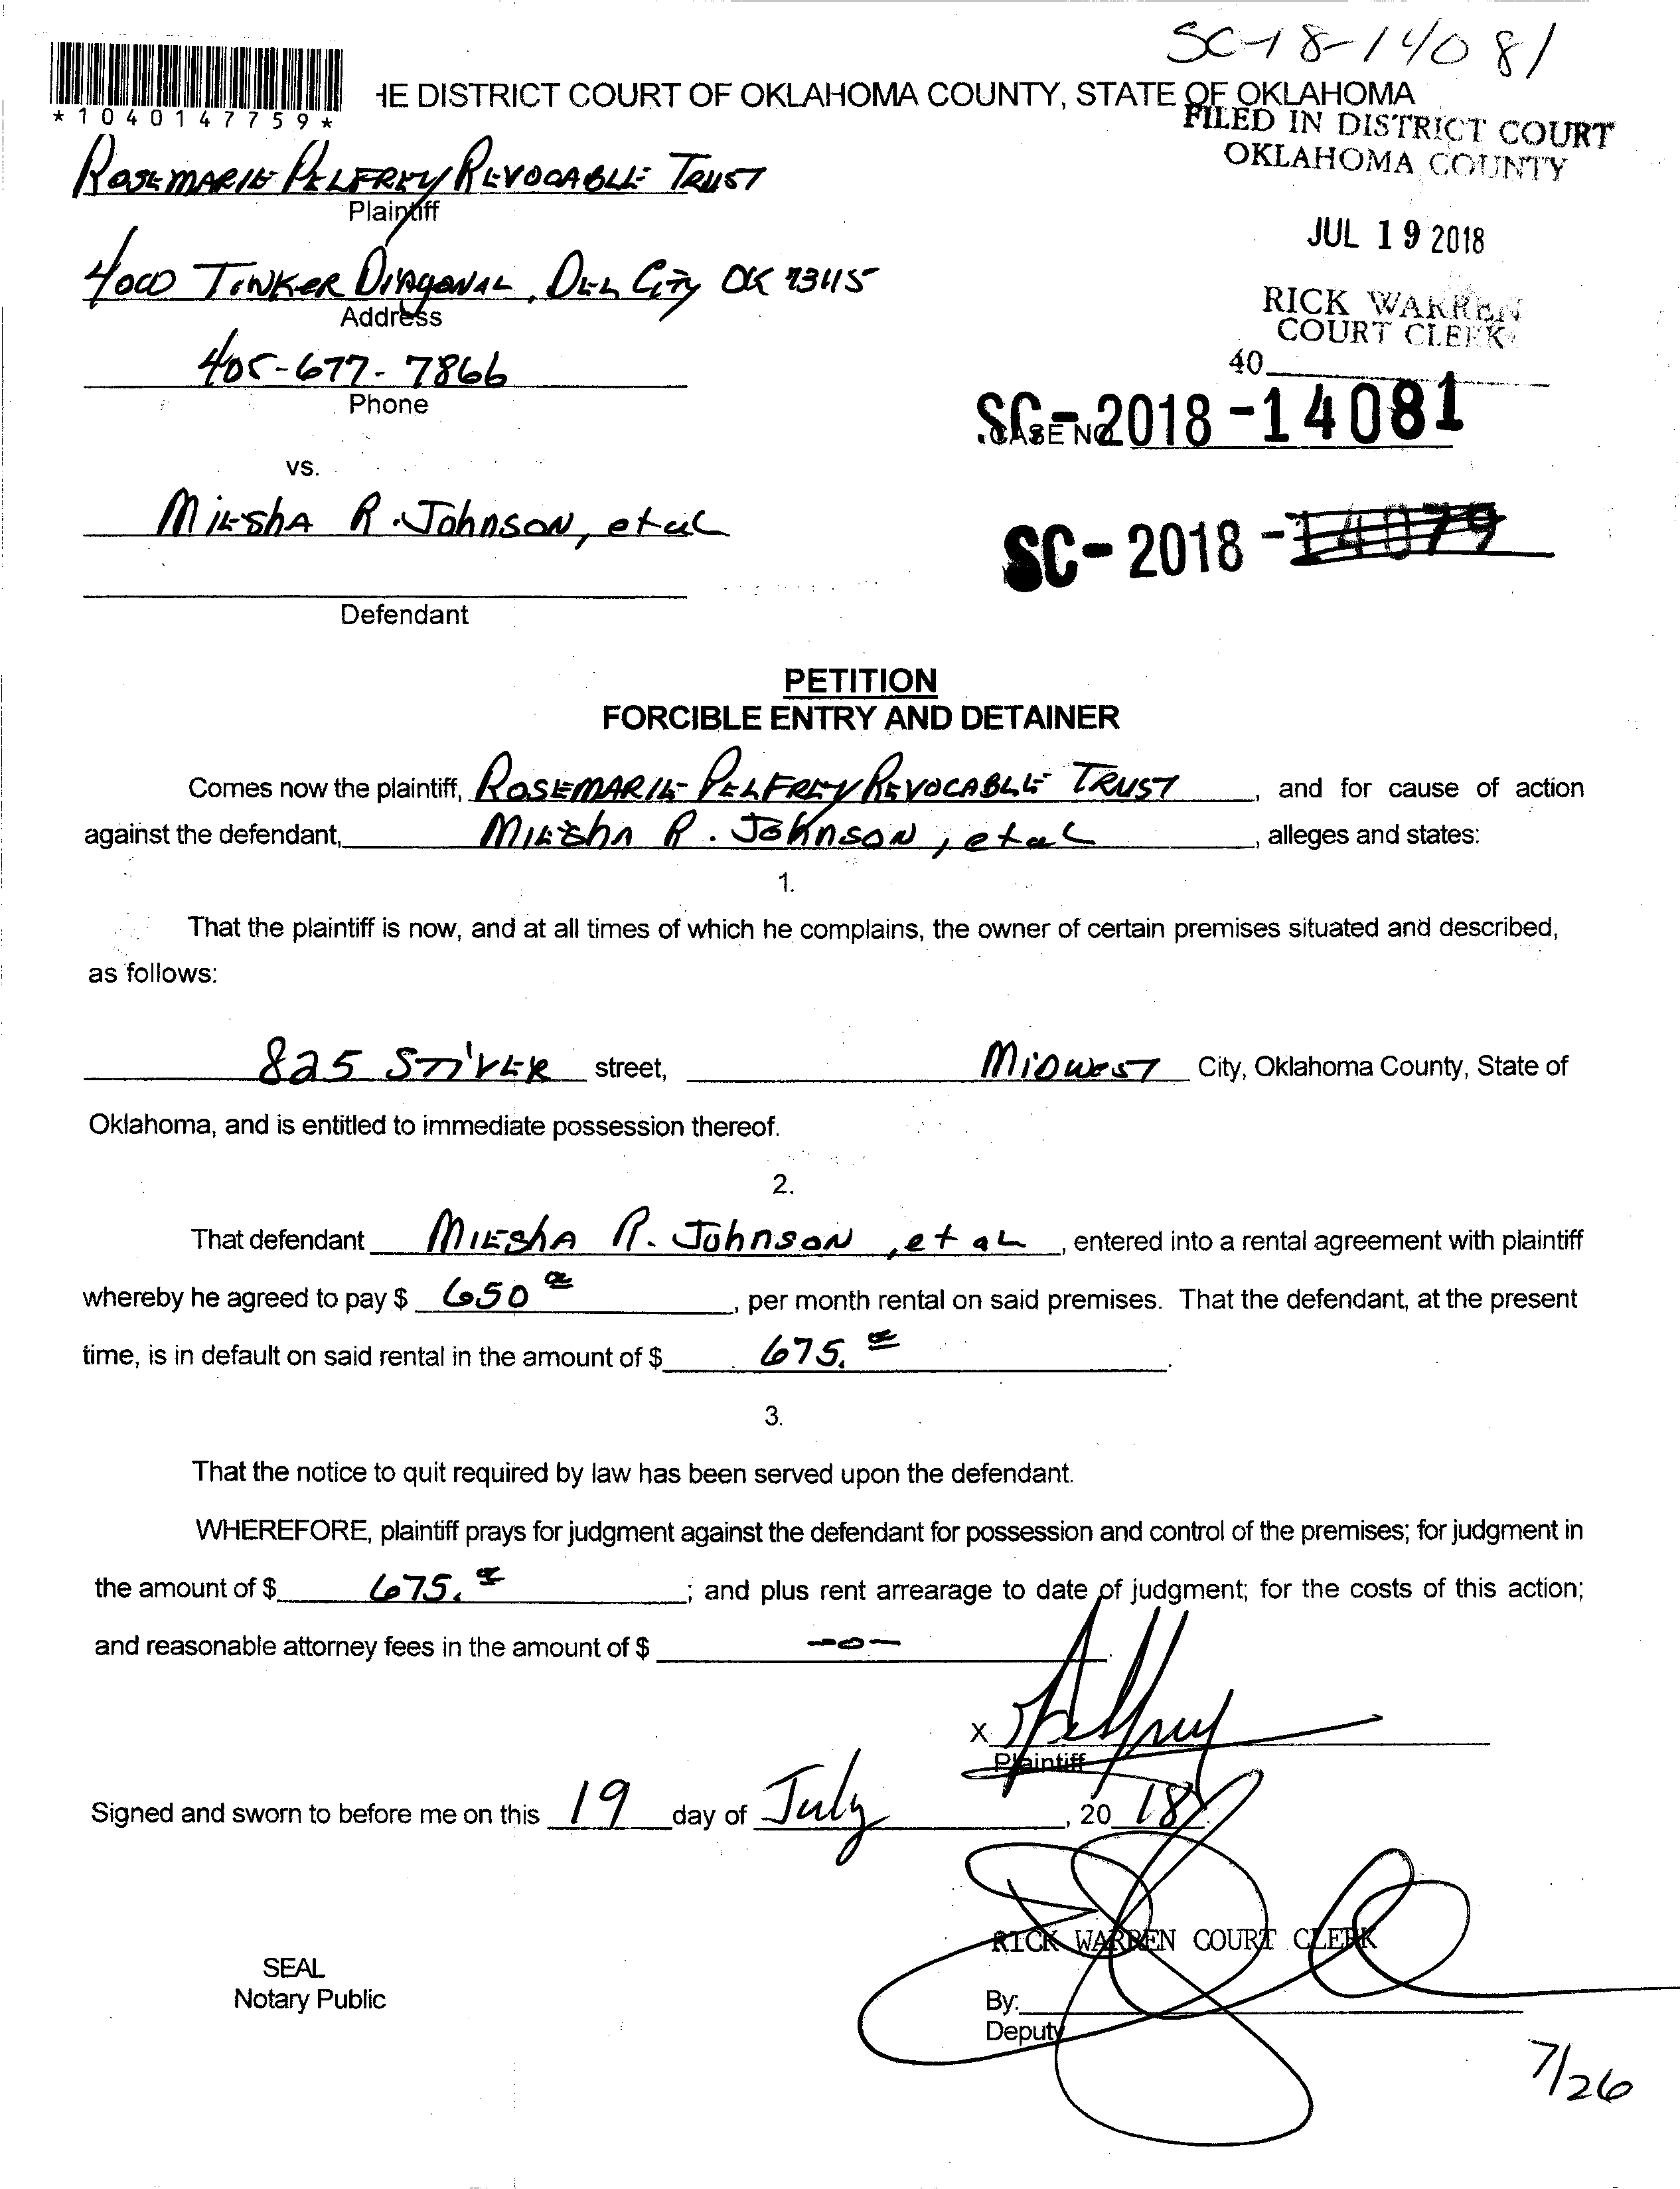 SC-18-14081
*1040147759*
HE DISTRICT COURT OF OKLAHOMA COUNTY, STATE OF OKLAHOMA
FILED IN DISTRICT COURT
OKLAHOMA COUNTY
ROSEMARIE PELFREY REVOCABLE TRUST
Plaintiff
JUL 19 2018
4000 TINKER DIAGONAL, DEL CITY OK 73115
Address
RICK WARREN
COURT CLERK
405-677-7866
40
Phone
SC-2018-14081
CASE NO.
vs.
MIESHA R. JOHNSON, et al
SC-2018-14079
Defendant
PETITION
FORCIBLE ENTRY AND DETAINER
Comes now the plaintiff, ROSEMARIE PELFREY REVOCABLE TRUST, and for cause of action
against the defendant, MIESHA R. JOHNSON, et al, alleges and states:
1.
That the plaintiff is now, and at all times of which he complains, the owner of certain premises situated and described,
as follows:
825 STIVER street, MIDWEST City, Oklahoma County, State of
Oklahoma, and is entitled to immediate possession thereof.
2.
That defendant MIESHA R. JOHNSON, et al, entered into a rental agreement with plaintiff
whereby he agreed to pay $ 650 00, per month rental on said premises. That the defendant, at the present
time, is in default on said rental in the amount of $ 675. 00.
3.
That the notice to quit required by law has been served upon the defendant.
WHEREFORE, plaintiff prays for judgment against the defendant for possession and control of the premises; for judgment in
the amount of $ 675. 00; and plus rent arrearage to date of judgment; for the costs of this action;
and reasonable attorney fees in the amount of $ -0-.
X Pelfrey
Plaintiff
Signed and sworn to before me on this 19 day of July, 20 18.
RICK WARREN COURT CLERK
SEAL
Notary Public
By:
Deputy
7/26